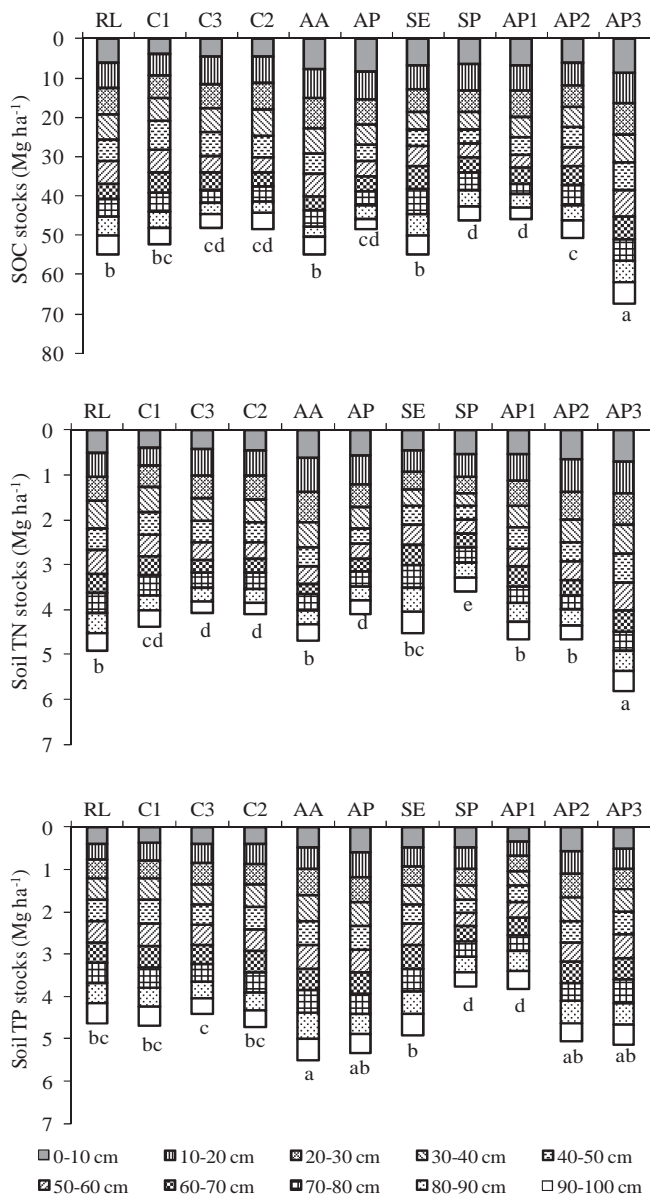 RL C1 C3 C2 AA AP SE SP AP1 AP2 AP3
0
10
20
30
40
50
60
70
80
SOC stocks (Mg ha⁻¹)
b bc cd cd b cd b d d c a
RL C1 C3 C2 AA AP SE SP AP1 AP2 AP3
0
1
2
3
4
5
6
7
Soil TN stocks (Mg ha⁻¹)
b cd d d b d bc e b b a
RL C1 C3 C2 AA AP SE SP AP1 AP2 AP3
0
1
2
3
4
5
6
7
Soil TP stocks (Mg ha⁻¹)
bc bc c bc a ab b d d ab ab
0-10 cm 10-20 cm 20-30 cm 30-40 cm 40-50 cm
50-60 cm 60-70 cm 70-80 cm 80-90 cm 90-100 cm